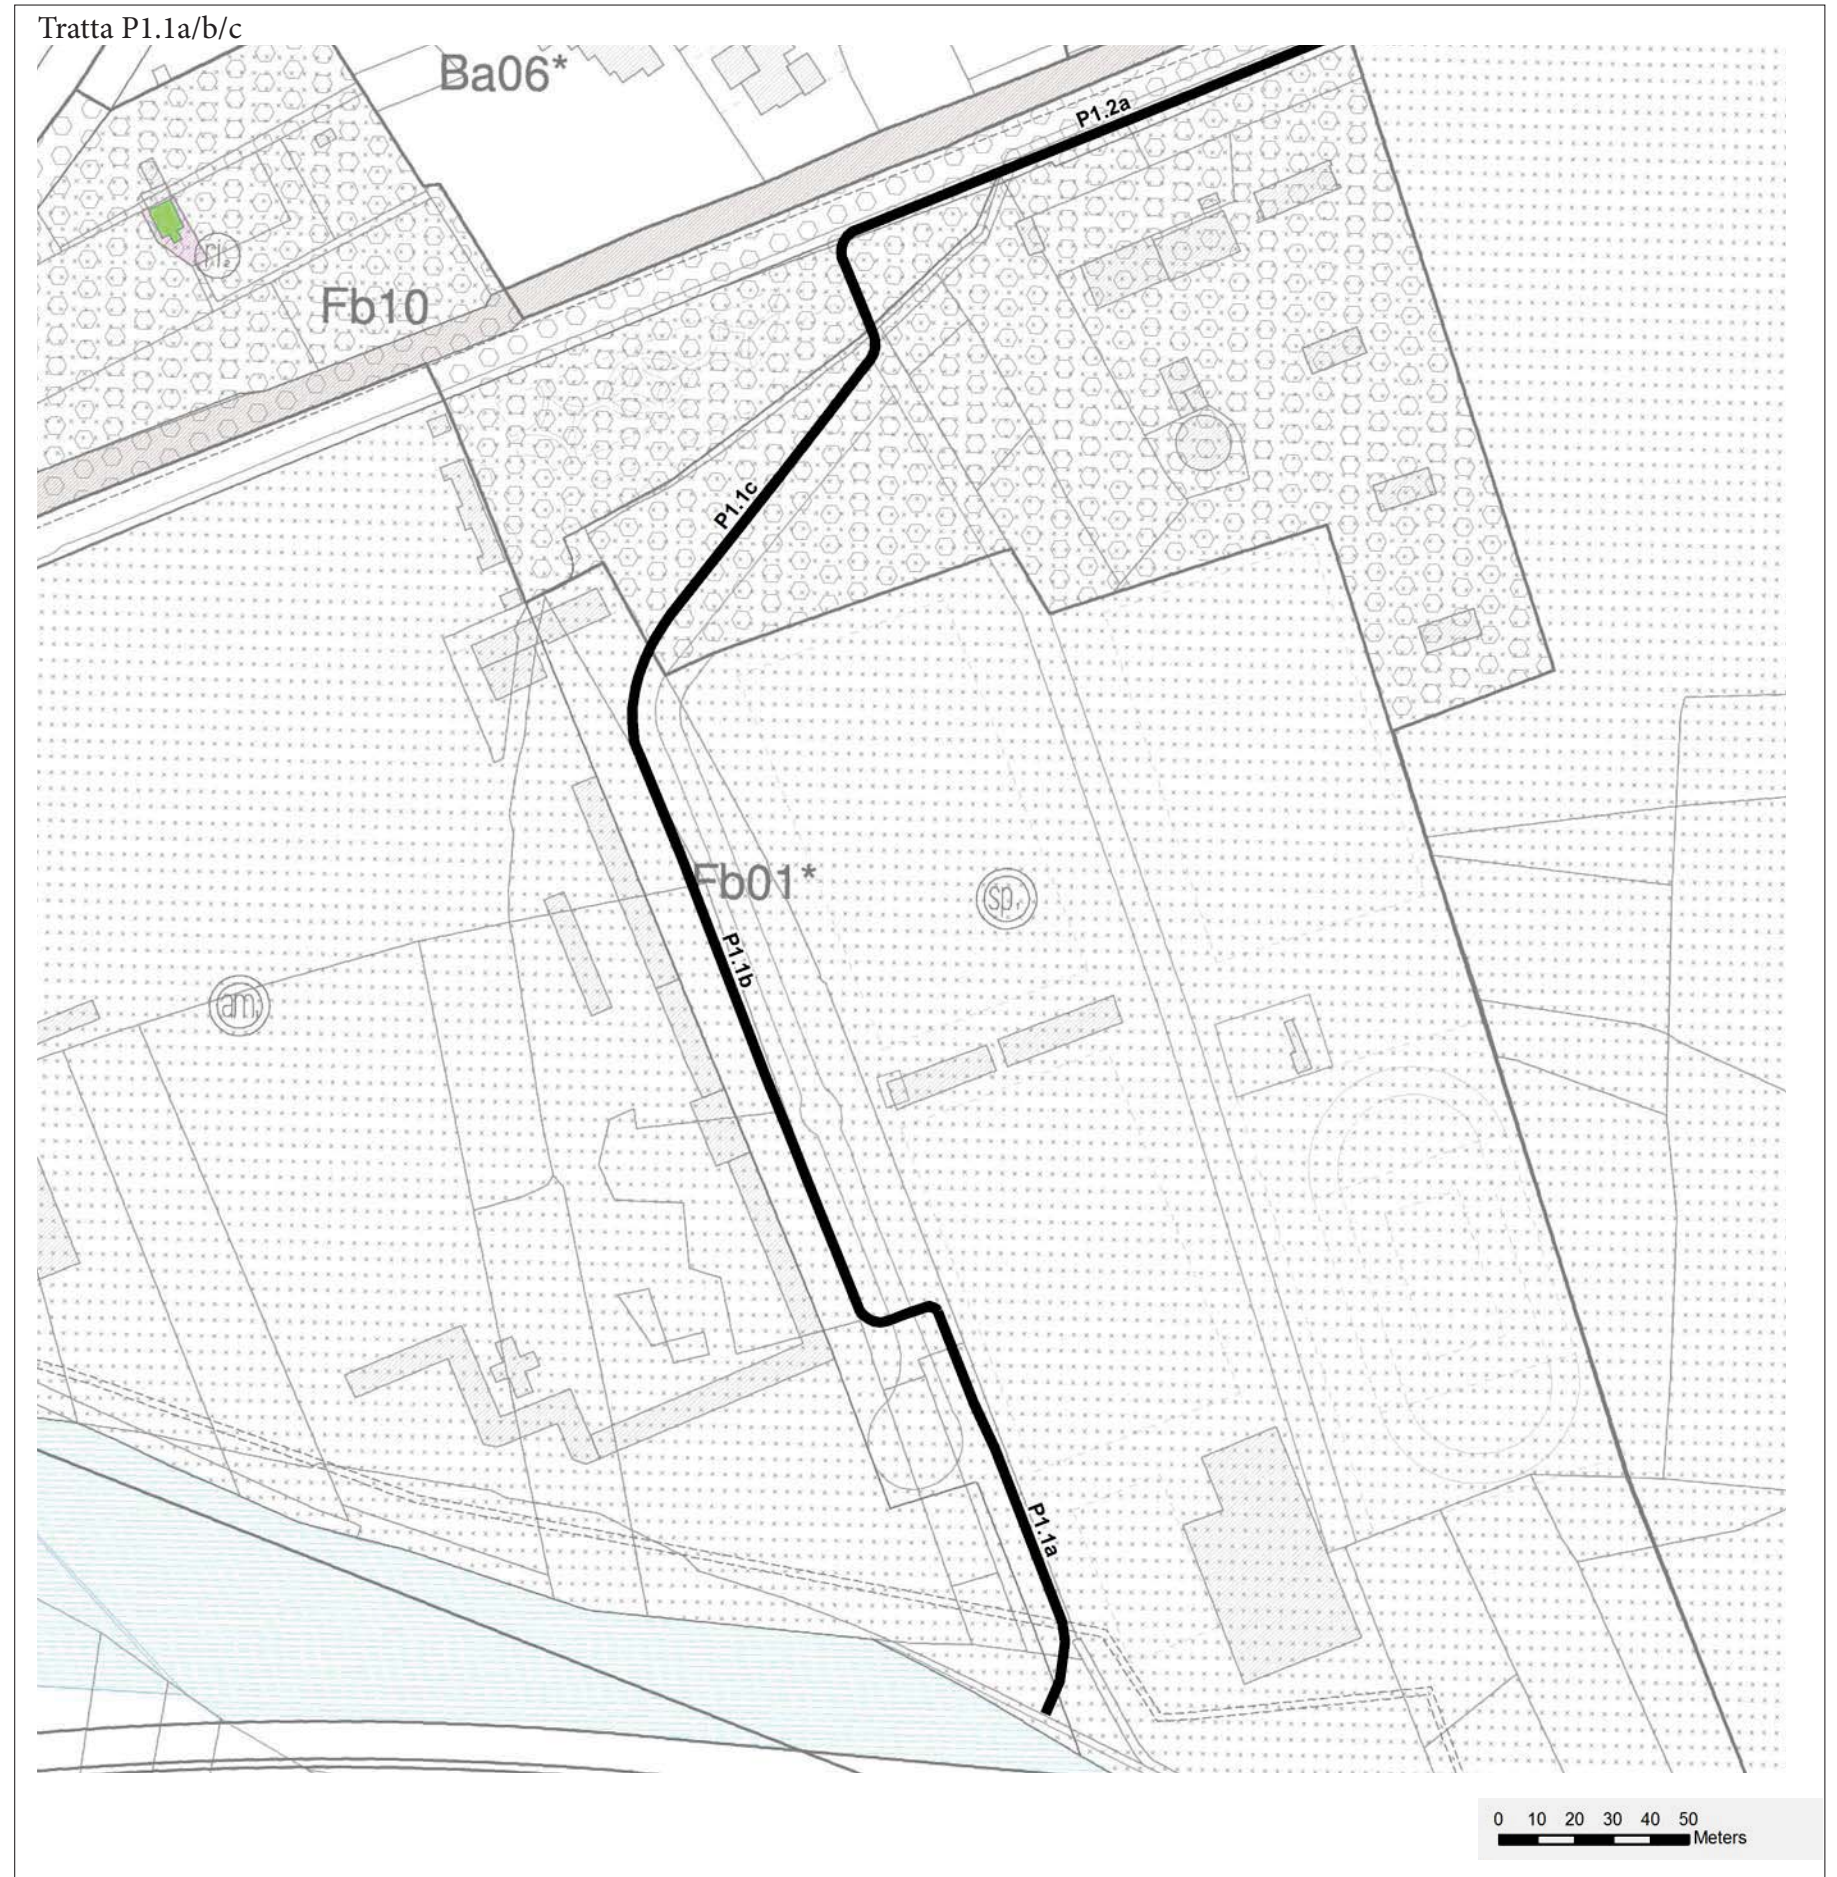 Tratta P1.1a/b/c
Ba06*
P1.2a
Fb10
P1.1c
Fb01*
sp.
P1.1b
am
P1.1a
0 10 20 30 40 50
Meters